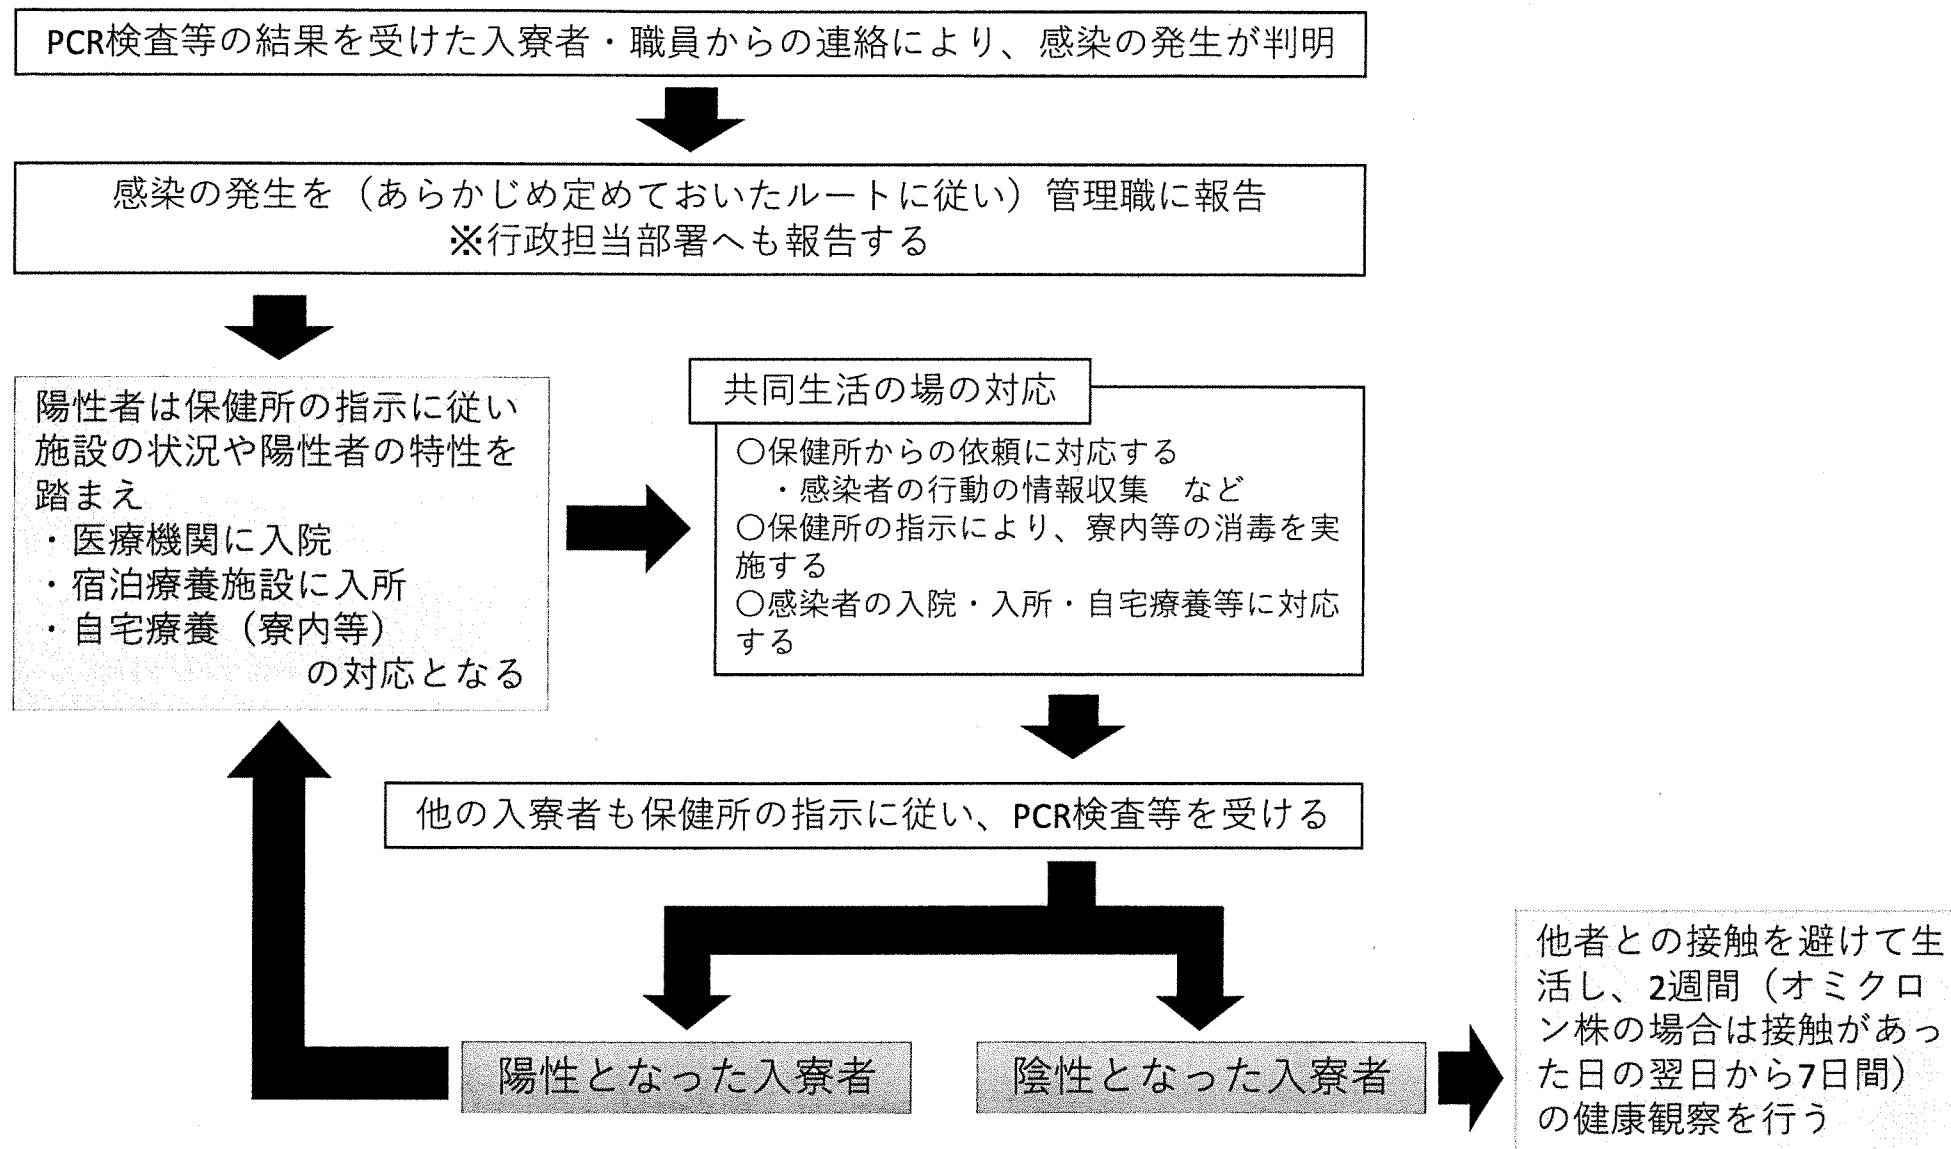 PCR検査等の結果を受けた入寮者・職員からの連絡により、感染の発生が判明
感染の発生を（あらかじめ定めておいたルートに従い）管理職に報告
※行政担当部署へも報告する
陽性者は保健所の指示に従い
施設の状況や陽性者の特性を
踏まえ
・医療機関に入院
・宿泊療養施設に入所
・自宅療養（寮内等）
の対応となる
共同生活の場の対応
〇保健所からの依頼に対応する
・感染者の行動の情報収集　など
〇保健所の指示により、寮内等の消毒を実
施する
〇感染者の入院・入所・自宅療養等に対応
する
他の入寮者も保健所の指示に従い、PCR検査等を受ける
陽性となった入寮者
陰性となった入寮者
他者との接触を避けて生
活し、2週間（オミクロ
ン株の場合は接触があっ
た日の翌日から7日間）
の健康観察を行う